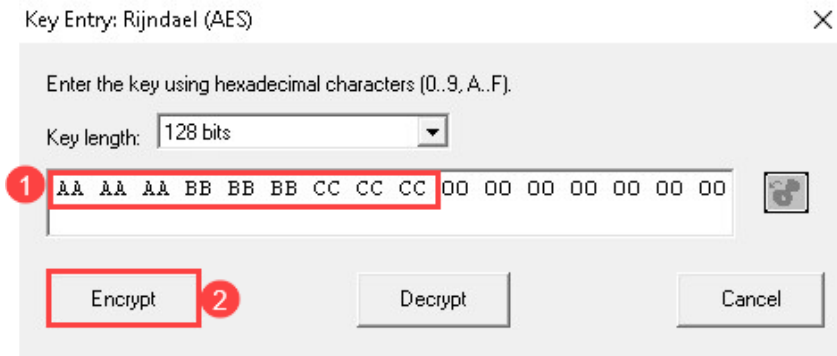 Key Entry: Rijndael (AES)
Enter the key using hexadecimal characters (0..9, A..F).
Key length: 128 bits
1 AA AA AA BB BB BB CC CC CC 00 00 00 00 00 00 00
Encrypt 2 Decrypt Cancel